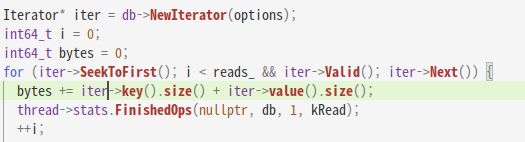 Iterator* iter = db->NewIterator(options);
int64_t i = 0;
int64_t bytes = 0;
for (iter->SeekToFirst(); i < reads_ && iter->Valid(); iter->Next()) {
bytes += iter->key().size() + iter->value().size();
thread->stats.FinishedOps(nullptr, db, 1, kRead);
++i;